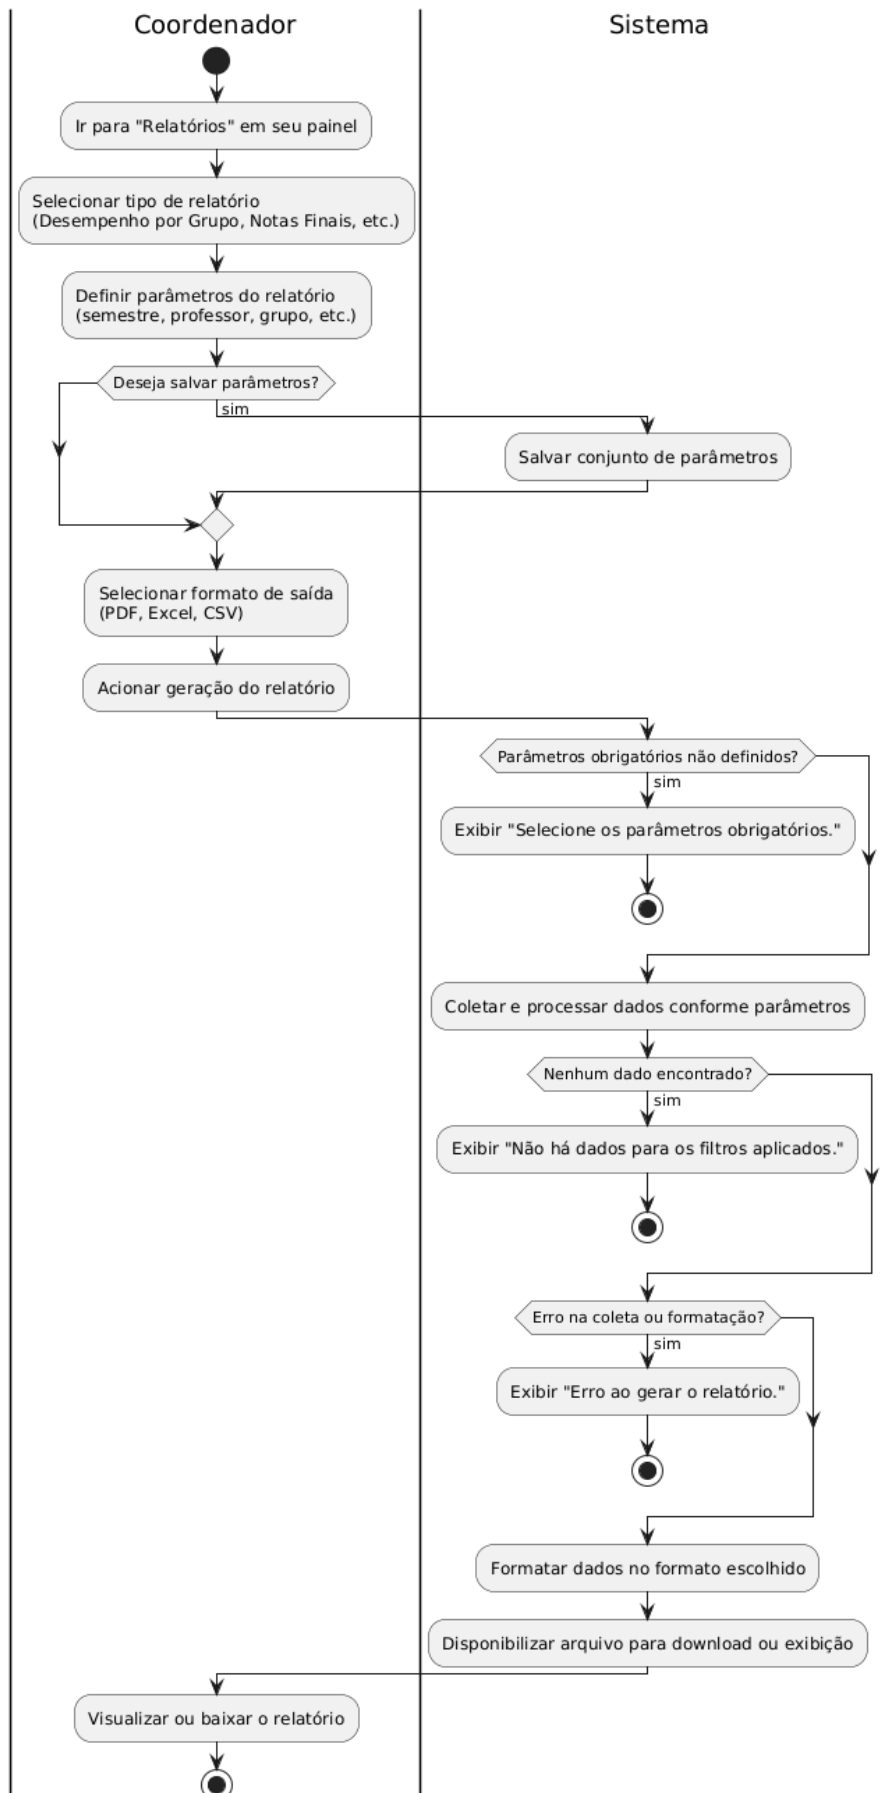 Coordenador
Sistema
Ir para "Relatórios" em seu painel
Selecionar tipo de relatório
(Desempenho por Grupo, Notas Finais, etc.)
Definir parâmetros do relatório
(semestre, professor, grupo, etc.)
Deseja salvar parâmetros?
sim
Salvar conjunto de parâmetros
Selecionar formato de saída
(PDF, Excel, CSV)
Acionar geração do relatório
Parâmetros obrigatórios não definidos?
sim
Exibir "Selecione os parâmetros obrigatórios."
Coletar e processar dados conforme parâmetros
Nenhum dado encontrado?
sim
Exibir "Não há dados para os filtros aplicados."
Erro na coleta ou formatação?
sim
Exibir "Erro ao gerar o relatório."
Formatar dados no formato escolhido
Disponibilizar arquivo para download ou exibição
Visualizar ou baixar o relatório